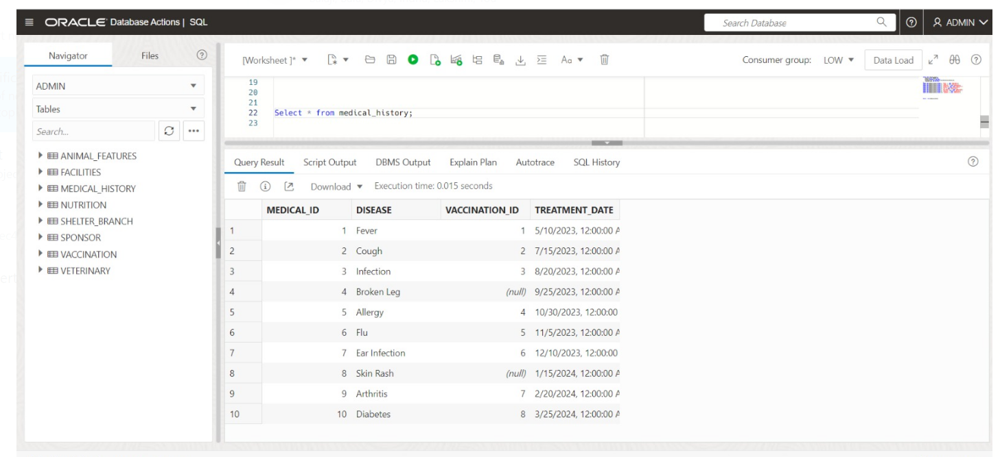 ORACLE Database Actions | SQL
Search Database
ADMIN
Navigator
Files
[Worksheet ]*
Aa
Consumer group: LOW
Data Load
ADMIN
Tables
Search...
ANIMAL_FEATURES
FACILITIES
MEDICAL_HISTORY
NUTRITION
SHELTER_BRANCH
SPONSOR
VACCINATION
VETERINARY
19
20
21
22 Select * from medical_history;
23
Query Result Script Output DBMS Output Explain Plan Autotrace SQL History
Download Execution time: 0.015 seconds
MEDICAL_ID DISEASE VACCINATION_ID TREATMENT_DATE
1 1 Fever 1 5/10/2023, 12:00:00 A
2 2 Cough 2 7/15/2023, 12:00:00 A
3 3 Infection 3 8/20/2023, 12:00:00 A
4 4 Broken Leg (null) 9/25/2023, 12:00:00 A
5 5 Allergy 4 10/30/2023, 12:00:00
6 6 Flu 5 11/5/2023, 12:00:00 A
7 7 Ear Infection 6 12/10/2023, 12:00:00
8 8 Skin Rash (null) 1/15/2024, 12:00:00 A
9 9 Arthritis 7 2/20/2024, 12:00:00 A
10 10 Diabetes 8 3/25/2024, 12:00:00 A